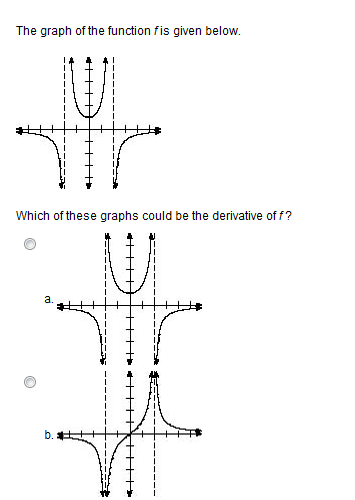 The graph of the function f is given below.
Which of these graphs could be the derivative of f?
a.
b.